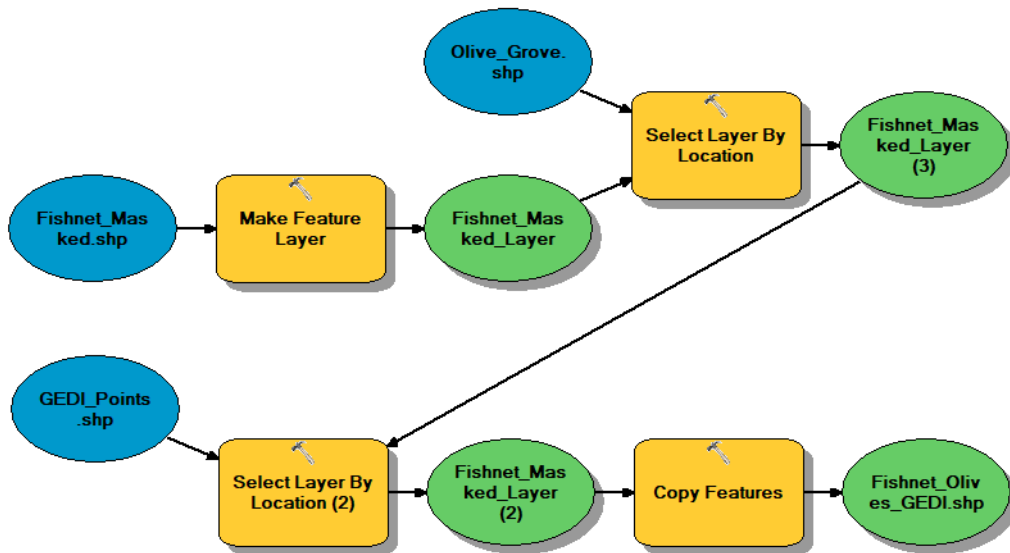 Olive_Grove.
shp
Select Layer By
Location
Fishnet_Mas
ked_Layer
(3)
Fishnet_Mas
ked.shp
Make Feature
Layer
Fishnet_Mas
ked_Layer
GEDI_Points
.shp
Select Layer By
Location (2)
Fishnet_Mas
ked_Layer
(2)
Copy Features
Fishnet_Oliv
es_GEDI.shp